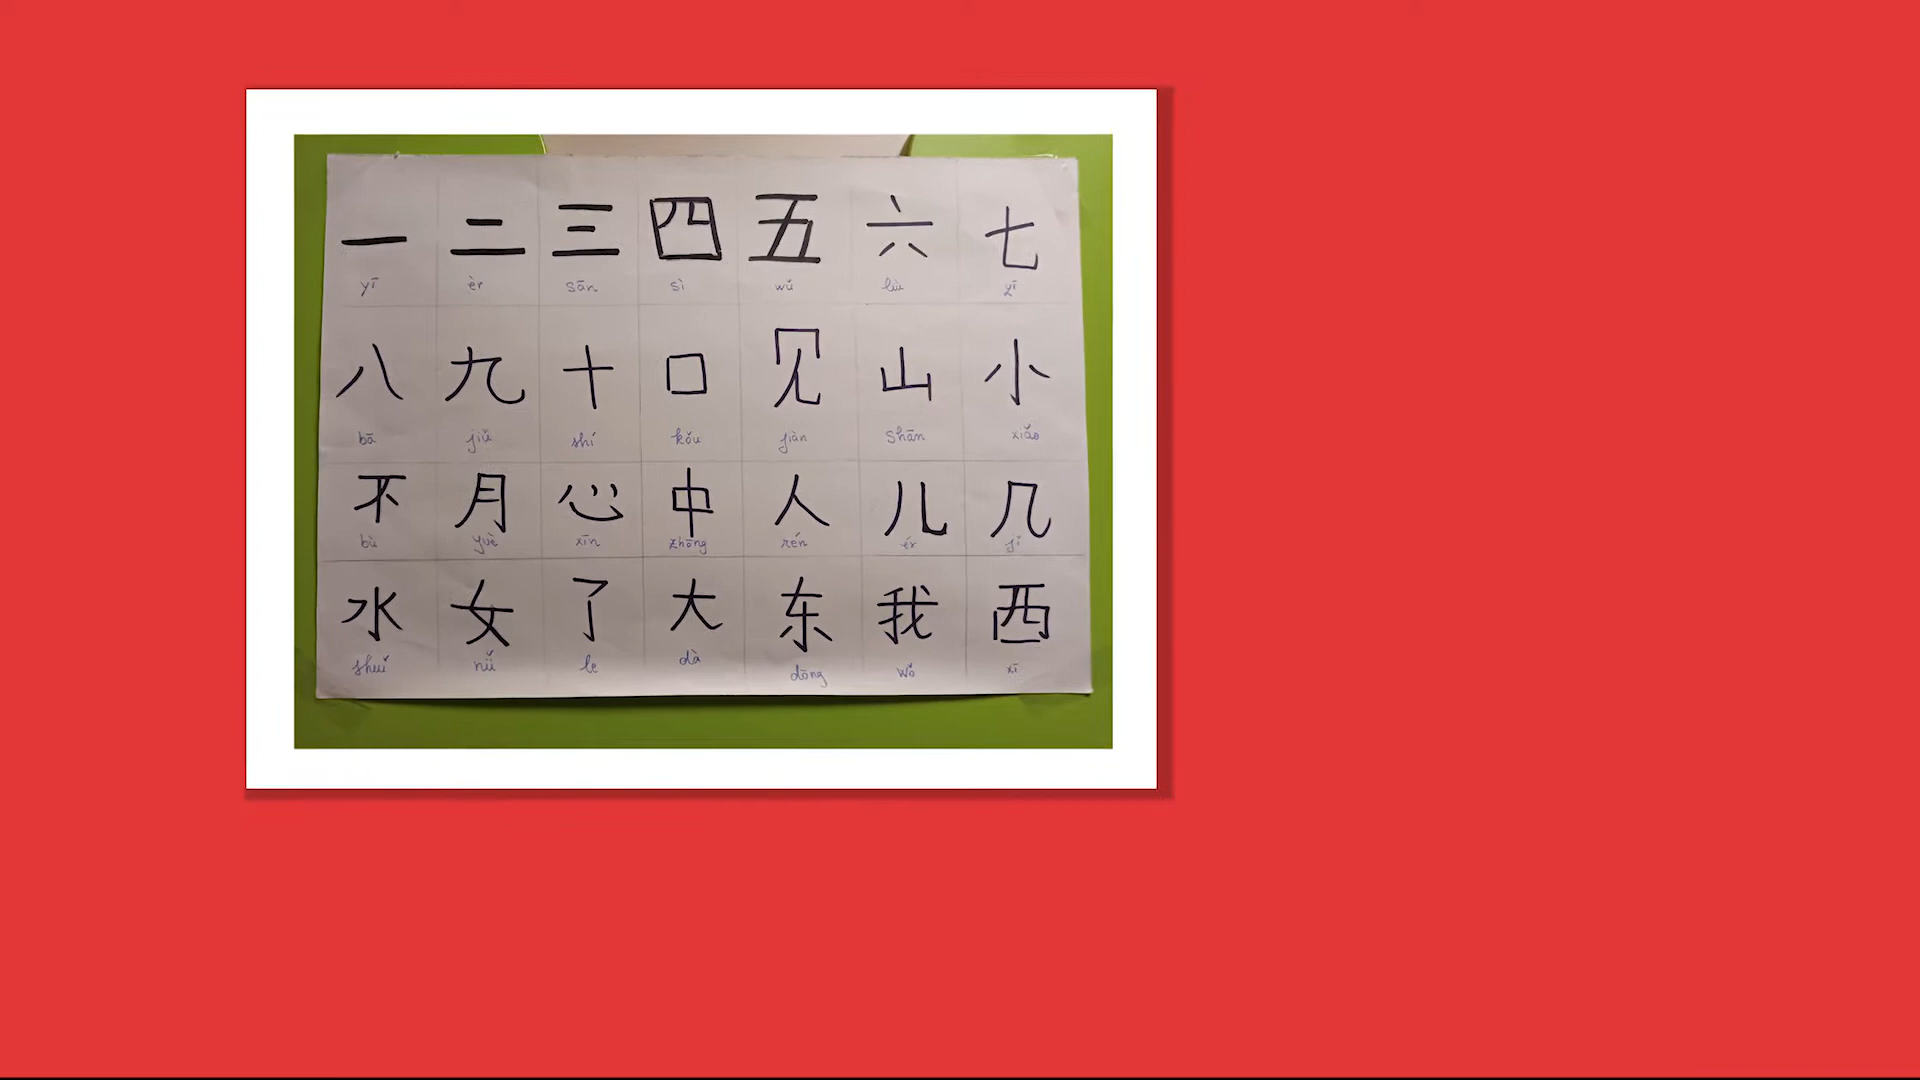 一 二 三 四 五 六 七
yī èr sān sì wǔ liù
八 九 十 口 见 山 小
bā jiǔ shí kǒu jiàn shān xiǎo
不 月 心 中 人 儿 几
bù yuè xīn zhōng rén ér jǐ
水 女 了 大 东 我 西
shuǐ nǚ le dà dōng wǒ xī